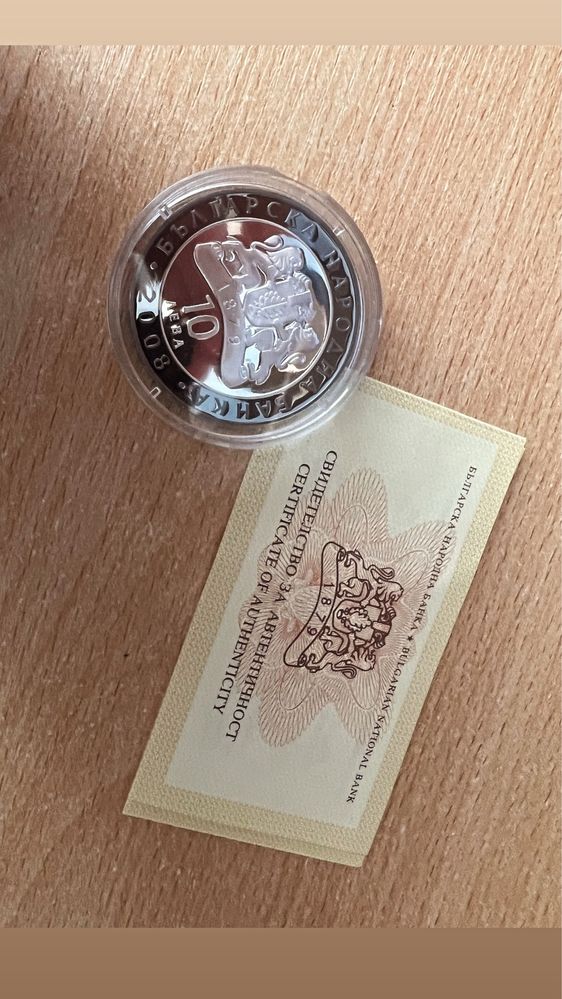 • БЪЛГАРСКА НАРОДНА БАНКА •
2008
1879
10
ЛЕВА
БЪЛГАРСКА НАРОДНА БАНКА ★ BULGARIAN NATIONAL BANK
1879
СВИДЕТЕЛСТВО ЗА АВТЕНТИЧНОСТ
CERTIFICATE OF AUTHENTICITY